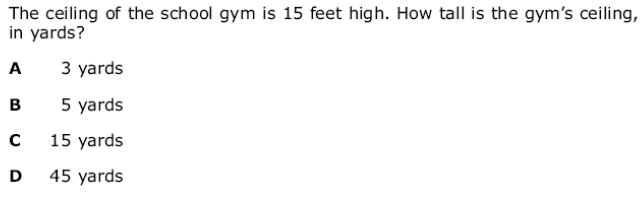 The ceiling of the school gym is 15 feet high. How tall is the gym’s ceiling,
in yards?
A 3 yards
B 5 yards
C 15 yards
D 45 yards